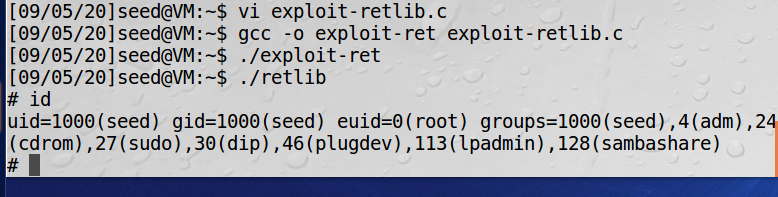 [09/05/20]seed@VM:~$ vi exploit-retlib.c
[09/05/20]seed@VM:~$ gcc -o exploit-ret exploit-retlib.c
[09/05/20]seed@VM:~$ ./exploit-ret
[09/05/20]seed@VM:~$ ./retlib
# id
uid=1000(seed) gid=1000(seed) euid=0(root) groups=1000(seed),4(adm),24
(cdrom),27(sudo),30(dip),46(plugdev),113(lpadmin),128(sambashare)
#